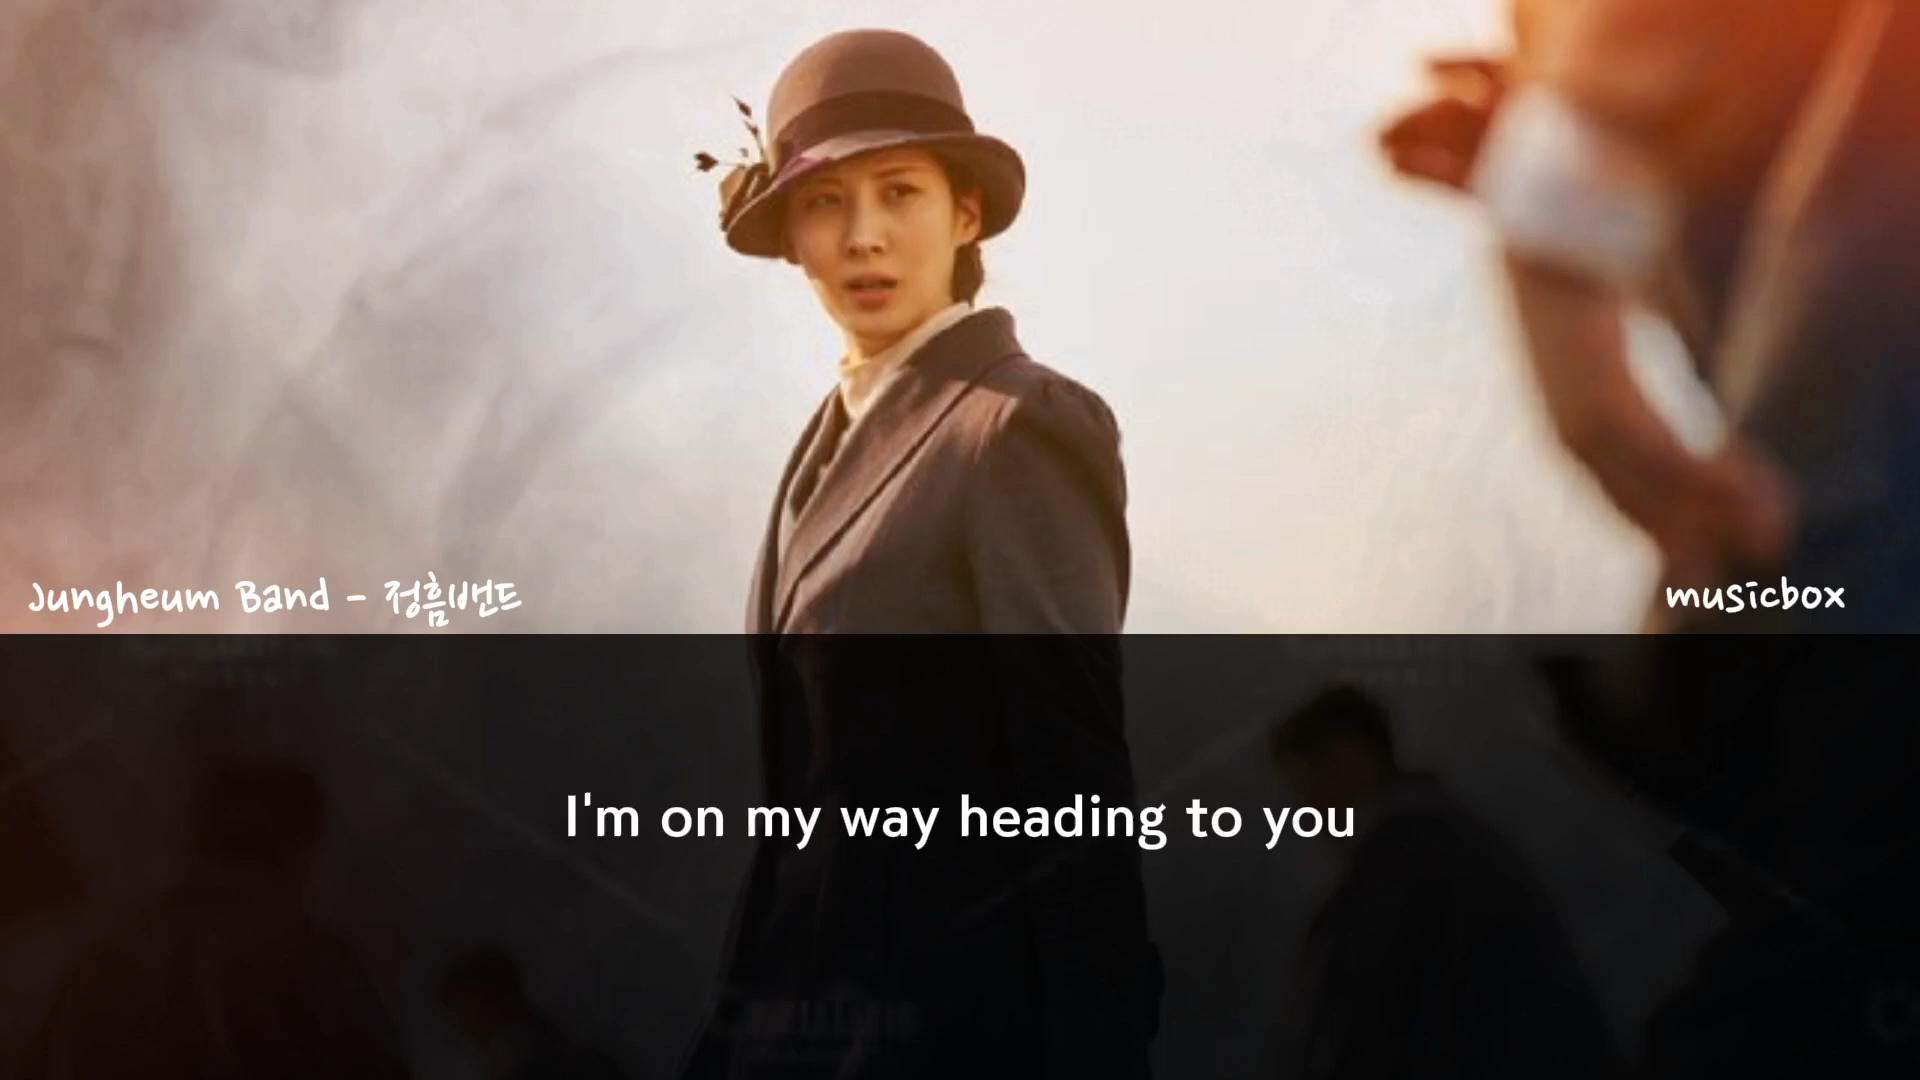 Jungheum Band - 정흠밴드
musicbox
I'm on my way heading to you